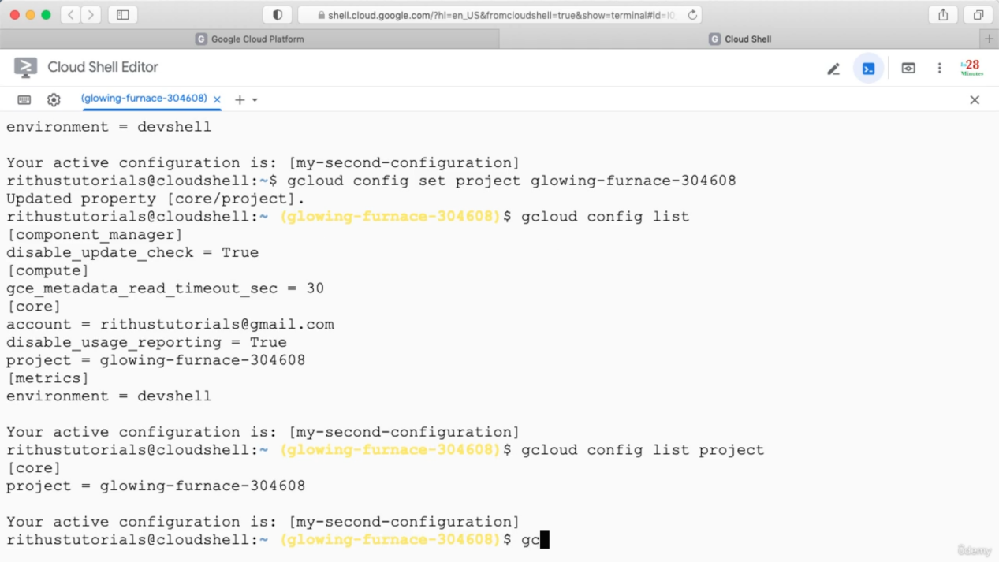 shell.cloud.google.com/?hl=en_US&fromcloudshell=true&show=terminal#id=I0
G Google Cloud Platform
G Cloud Shell
Cloud Shell Editor
in28
Minutes
(glowing-furnace-304608)
environment = devshell
Your active configuration is: [my-second-configuration]
rithustutorials@cloudshell:~$ gcloud config set project glowing-furnace-304608
Updated property [core/project].
rithustutorials@cloudshell:~ (glowing-furnace-304608)$ gcloud config list
[component_manager]
disable_update_check = True
[compute]
gce_metadata_read_timeout_sec = 30
[core]
account = rithustutorials@gmail.com
disable_usage_reporting = True
project = glowing-furnace-304608
[metrics]
environment = devshell
Your active configuration is: [my-second-configuration]
rithustutorials@cloudshell:~ (glowing-furnace-304608)$ gcloud config list project
[core]
project = glowing-furnace-304608
Your active configuration is: [my-second-configuration]
rithustutorials@cloudshell:~ (glowing-furnace-304608)$ gc
ûdemy